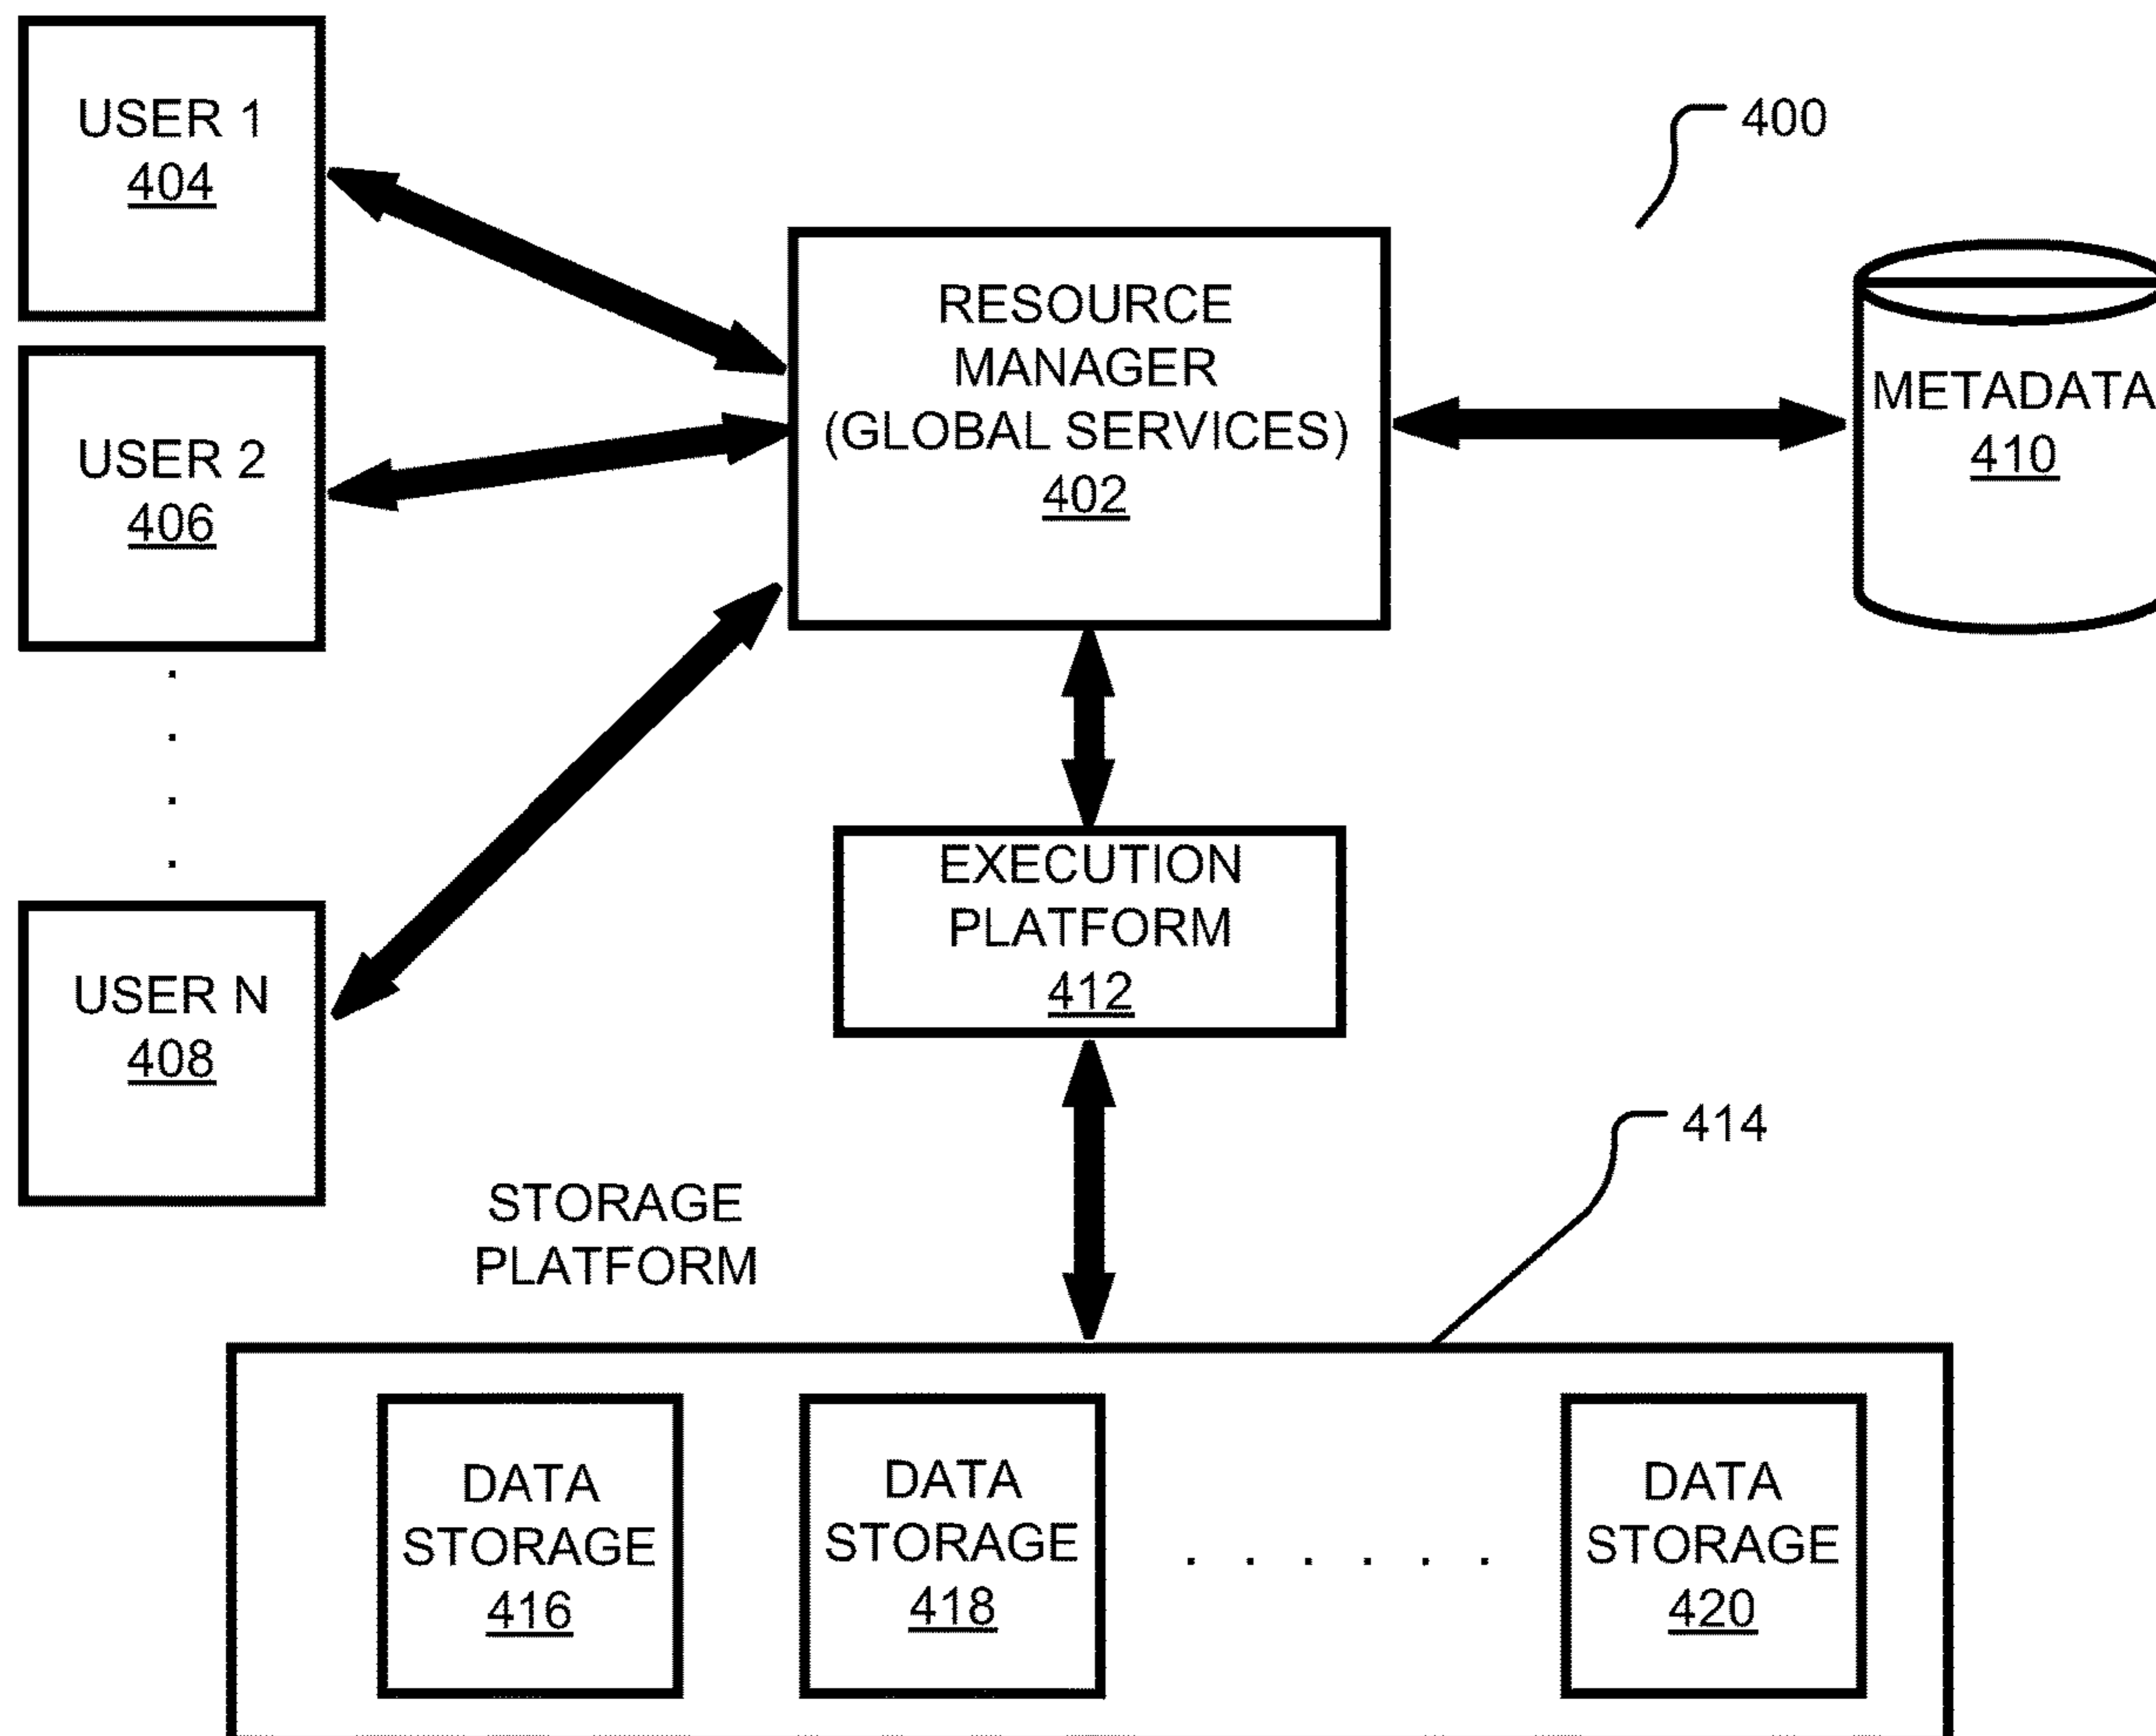 USER 1
404
400
RESOURCE
MANAGER
(GLOBAL SERVICES)
402
METADATA
410
USER 2
406
EXECUTION
PLATFORM
412
USER N
408
414
STORAGE
PLATFORM
DATA
STORAGE
416
DATA
STORAGE
418
. . . . . .
DATA
STORAGE
420